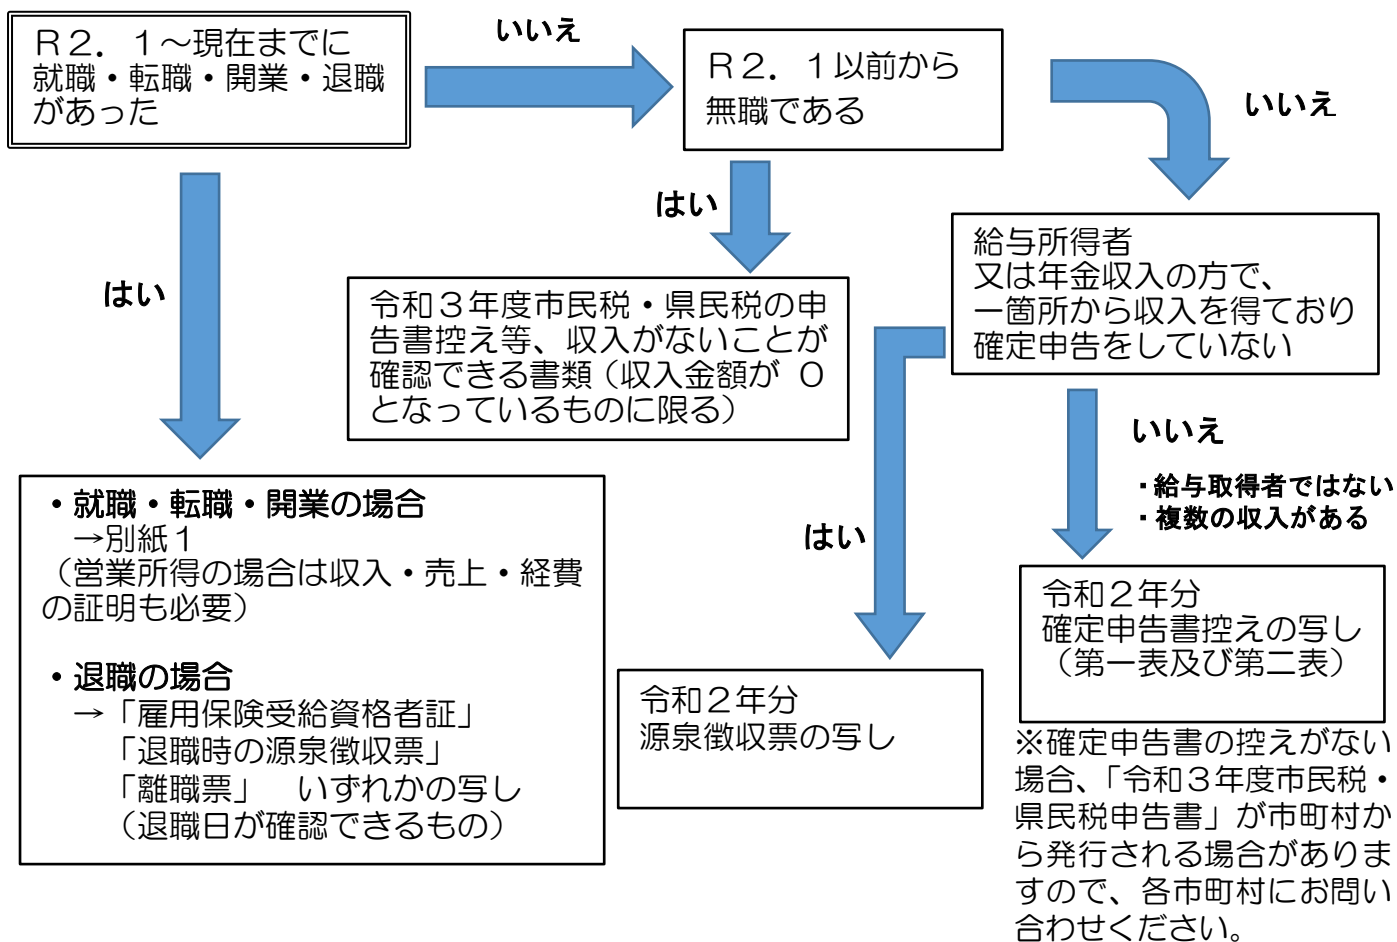 R2．1～現在までに
就職・転職・開業・退職
があった
いいえ
R2．1以前から
無職である
いいえ
はい
はい
令和3年度市民税・県民税の申
告書控え等、収入がないことが
確認できる書類（収入金額が 0
となっているものに限る）
給与所得者
又は年金収入の方で、
一箇所から収入を得ており
確定申告をしていない
いいえ
・給与取得者ではない
・複数の収入がある
はい
・就職・転職・開業の場合
→別紙1
（営業所得の場合は収入・売上・経費
の証明も必要）
・退職の場合
→「雇用保険受給資格者証」
「退職時の源泉徴収票」
「離職票」　いずれかの写し
（退職日が確認できるもの）
令和2年分
源泉徴収票の写し
令和2年分
確定申告書控えの写し
（第一表及び第二表）
※確定申告書の控えがない
場合、「令和3年度市民税・
県民税申告書」が市町村か
ら発行される場合がありま
すので、各市町村にお問い
合わせください。